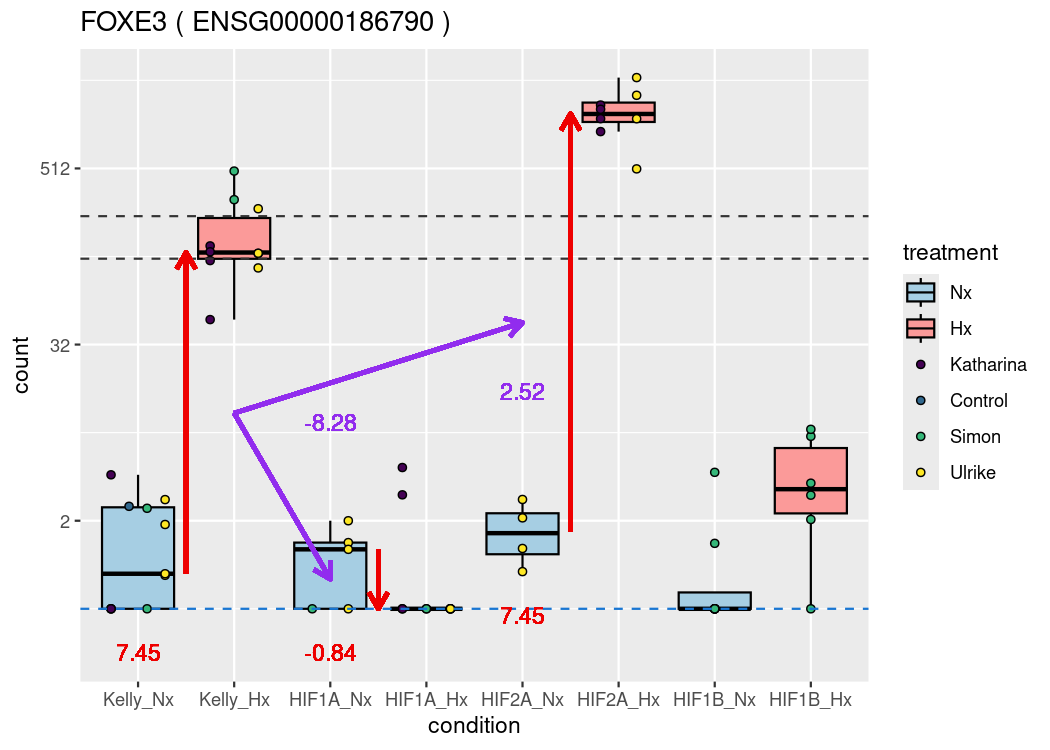 FOXE3 ( ENSG00000186790 )
count
512
32
2
2.52
-8.28
7.45
7.45
-0.84
Kelly_Nx
Kelly_Hx
HIF1A_Nx
HIF1A_Hx
HIF2A_Nx
HIF2A_Hx
HIF1B_Nx
HIF1B_Hx
condition
treatment
Nx
Hx
Katharina
Control
Simon
Ulrike